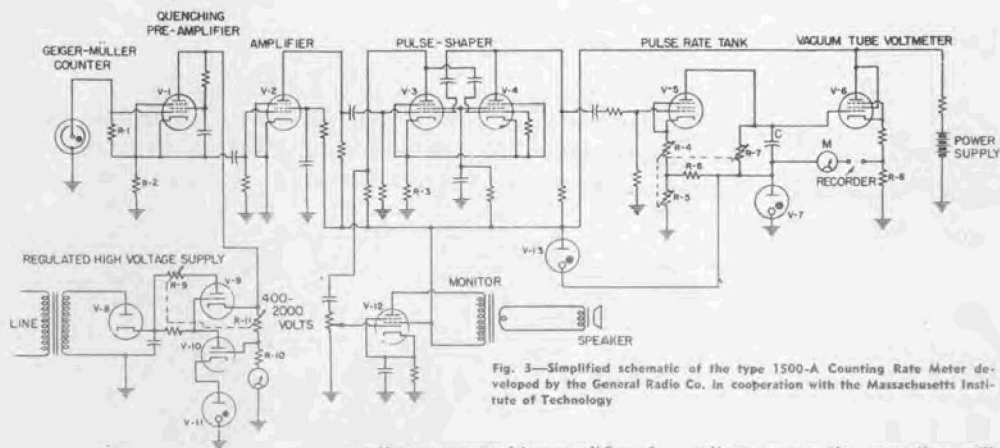 QUENCHING
PRE-AMPLIFIER
GEIGER-MÜLLER
COUNTER
AMPLIFIER
PULSE-SHAPER
PULSE RATE TANK
VACUUM TUBE VOLTMETER
V-1
V-2
V-3
V-4
V-5
V-6
R-1
R-2
R-3
R-4
R-5
R-6
R-7
C
M
RECORDER
R-8
POWER
SUPPLY
V-7
V-13
REGULATED HIGH VOLTAGE SUPPLY
R-9
V-9
V-8
LINE
R-11
400-
2000
VOLTS
V-10
R-10
V-11
V-12
MONITOR
SPEAKER
Fig. 3—Simplified schematic of the type 1500-A Counting Rate Meter de-
veloped by the General Radio Co. in cooperation with the Massachusetts Insti-
tute of Technology